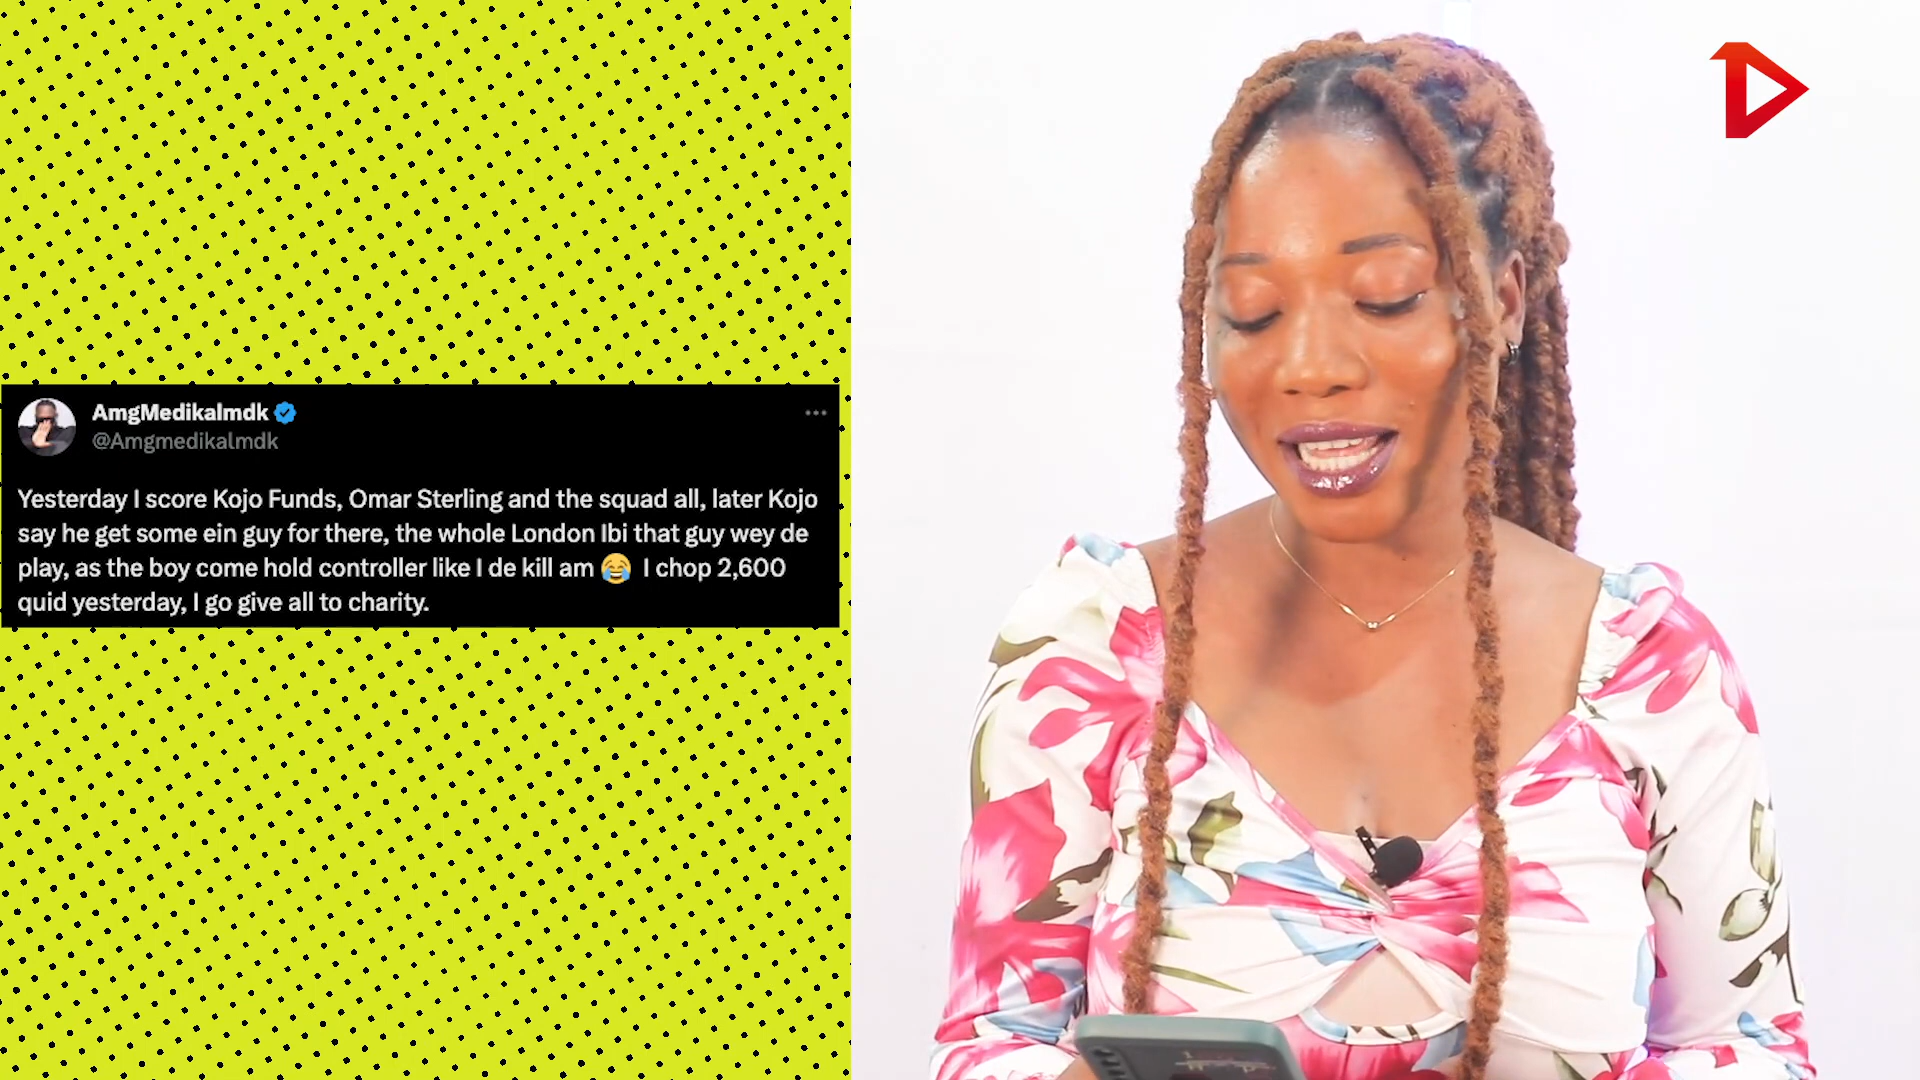 AmgMedikalmdk
@Amgmedikalmdk
Yesterday I score Kojo Funds, Omar Sterling and the squad all, later Kojo
say he get some ein guy for there, the whole London Ibi that guy wey de
play, as the boy come hold controller like I de kill am 😂 I chop 2,600
quid yesterday, I go give all to charity.